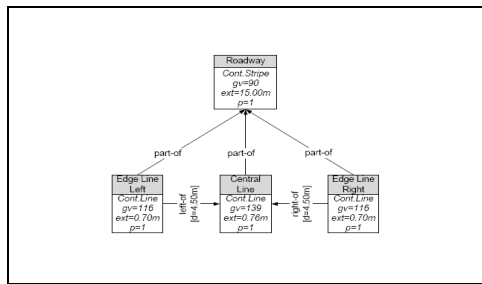 Roadway
Cont.Stripe
gv=90
ext=15.00m
p=1
part-of
part-of
part-of
Edge Line
Left
Cont.Line
gv=116
ext=0.70m
p=1
left-of
[d=4.50m]
Central
Line
Cont.Line
gv=139
ext=0.76m
p=1
right-of
[d=4.50m]
Edge Line
Right
Cont.Line
gv=116
ext=0.70m
p=1